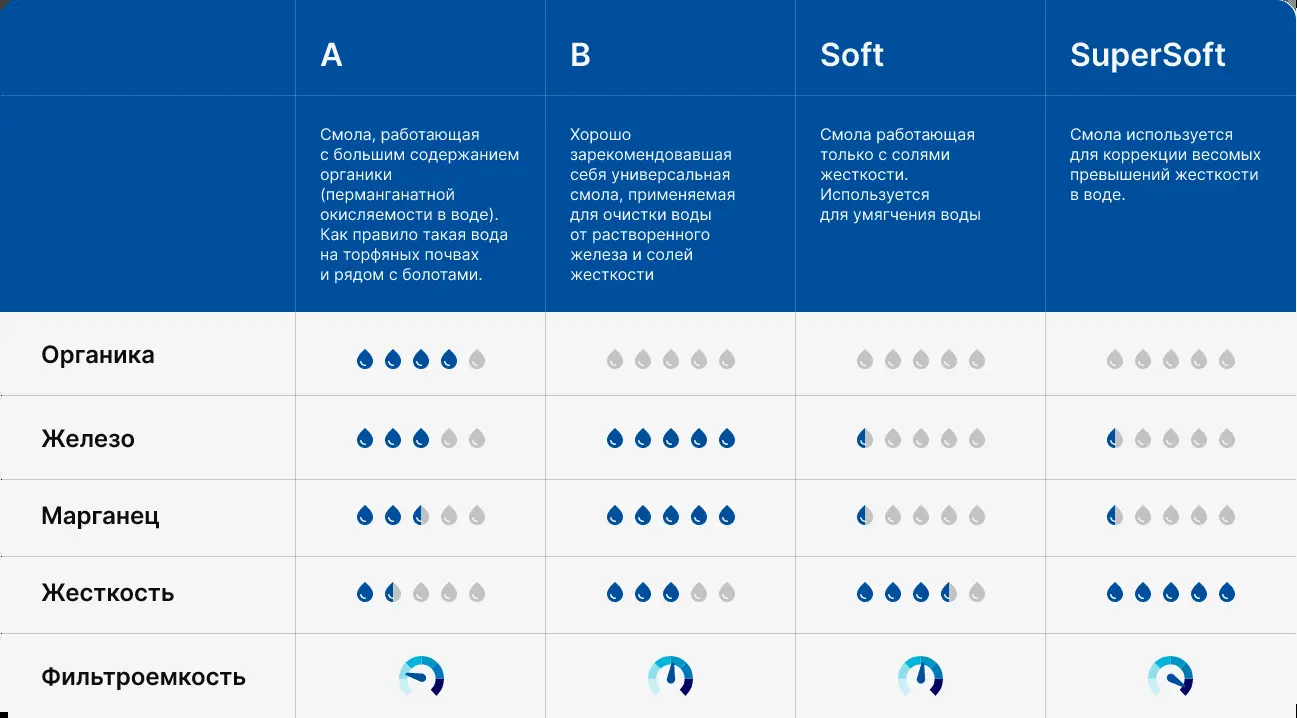 A
B
Soft
SuperSoft
Смола, работающая
с большим содержанием
органики
(перманганатной
окисляемости в воде).
Как правило такая вода
на торфяных почвах
и рядом с болотами.
Хорошо
зарекомендовавшая
себя универсальная
смола, применяемая
для очистки воды
от растворенного
железа и солей
жесткости
Смола работающая
только с солями
жесткости.
Используется
для умягчения воды
Смола используется
для коррекции весомых
превышений жесткости
в воде.
Органика
Железо
Марганец
Жесткость
Фильтроемкость